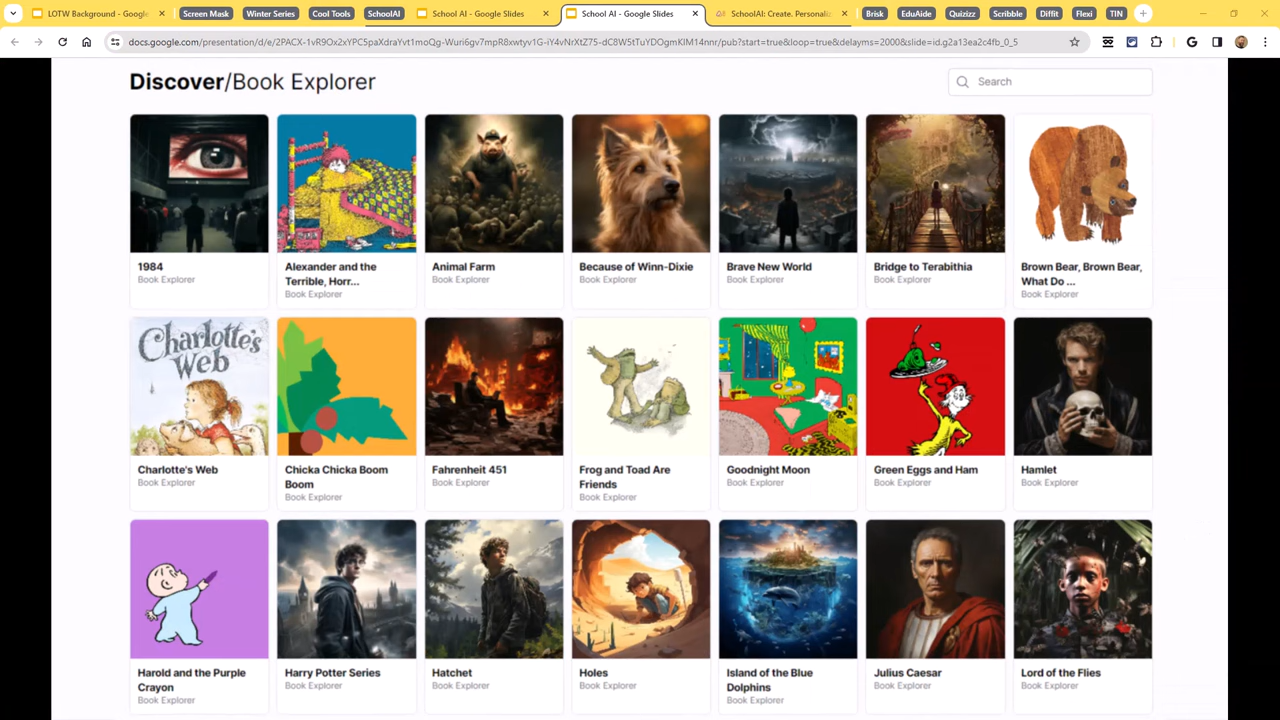 LOTW Background - Google
Screen Mask
Winter Series
Cool Tools
SchoolAI
School AI - Google Slides
School AI - Google Slides
SchoolAI: Create. Personaliz
Brisk
EduAide
Quizizz
Scribble
Diffit
Flexi
TIN
docs.google.com/presentation/d/e/2PACX-1vR9Ox2xYPC5paXdraYvt1moQg-Wuri6gv7mpR8xwtyv1G-iY4vNrXtZ75-dC8W5tTuYDOgmKIM14nnr/pub?start=true&loop=true&delayms=2000&slide=id.g2a13ea2c4fb_0_5
Discover/Book Explorer
Search
1984
Book Explorer
Alexander and the
Terrible, Horr...
Book Explorer
Animal Farm
Book Explorer
Because of Winn-Dixie
Book Explorer
Brave New World
Book Explorer
Bridge to Terabithia
Book Explorer
Brown Bear, Brown Bear,
What Do ...
Book Explorer
Charlotte's
Web
Charlotte's Web
Book Explorer
Chicka Chicka Boom
Boom
Book Explorer
Fahrenheit 451
Book Explorer
Frog and Toad Are
Friends
Book Explorer
Goodnight Moon
Book Explorer
Green Eggs and Ham
Book Explorer
Hamlet
Book Explorer
Harold and the Purple
Crayon
Book Explorer
Harry Potter Series
Book Explorer
Hatchet
Book Explorer
Holes
Book Explorer
Island of the Blue
Dolphins
Book Explorer
Julius Caesar
Book Explorer
Lord of the Flies
Book Explorer